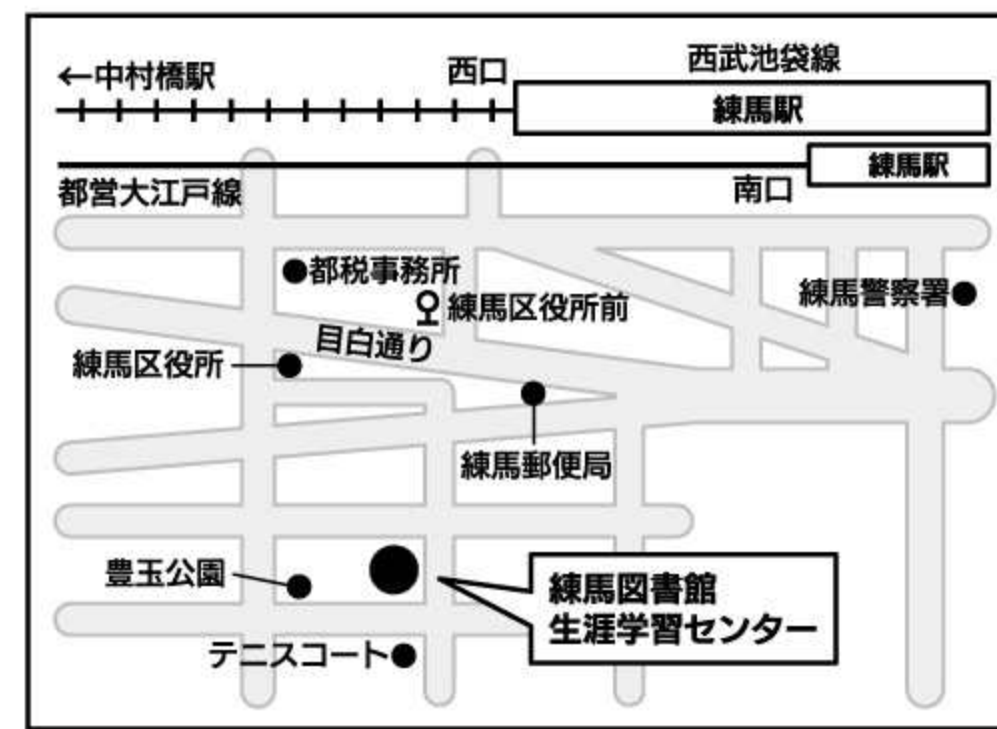 西武池袋線
←中村橋駅
西口
練馬駅
練馬駅
都営大江戸線
南口
都税事務所
練馬警察署
練馬区役所前
目白通り
練馬区役所
練馬郵便局
豊玉公園
練馬図書館
生涯学習センター
テニスコート